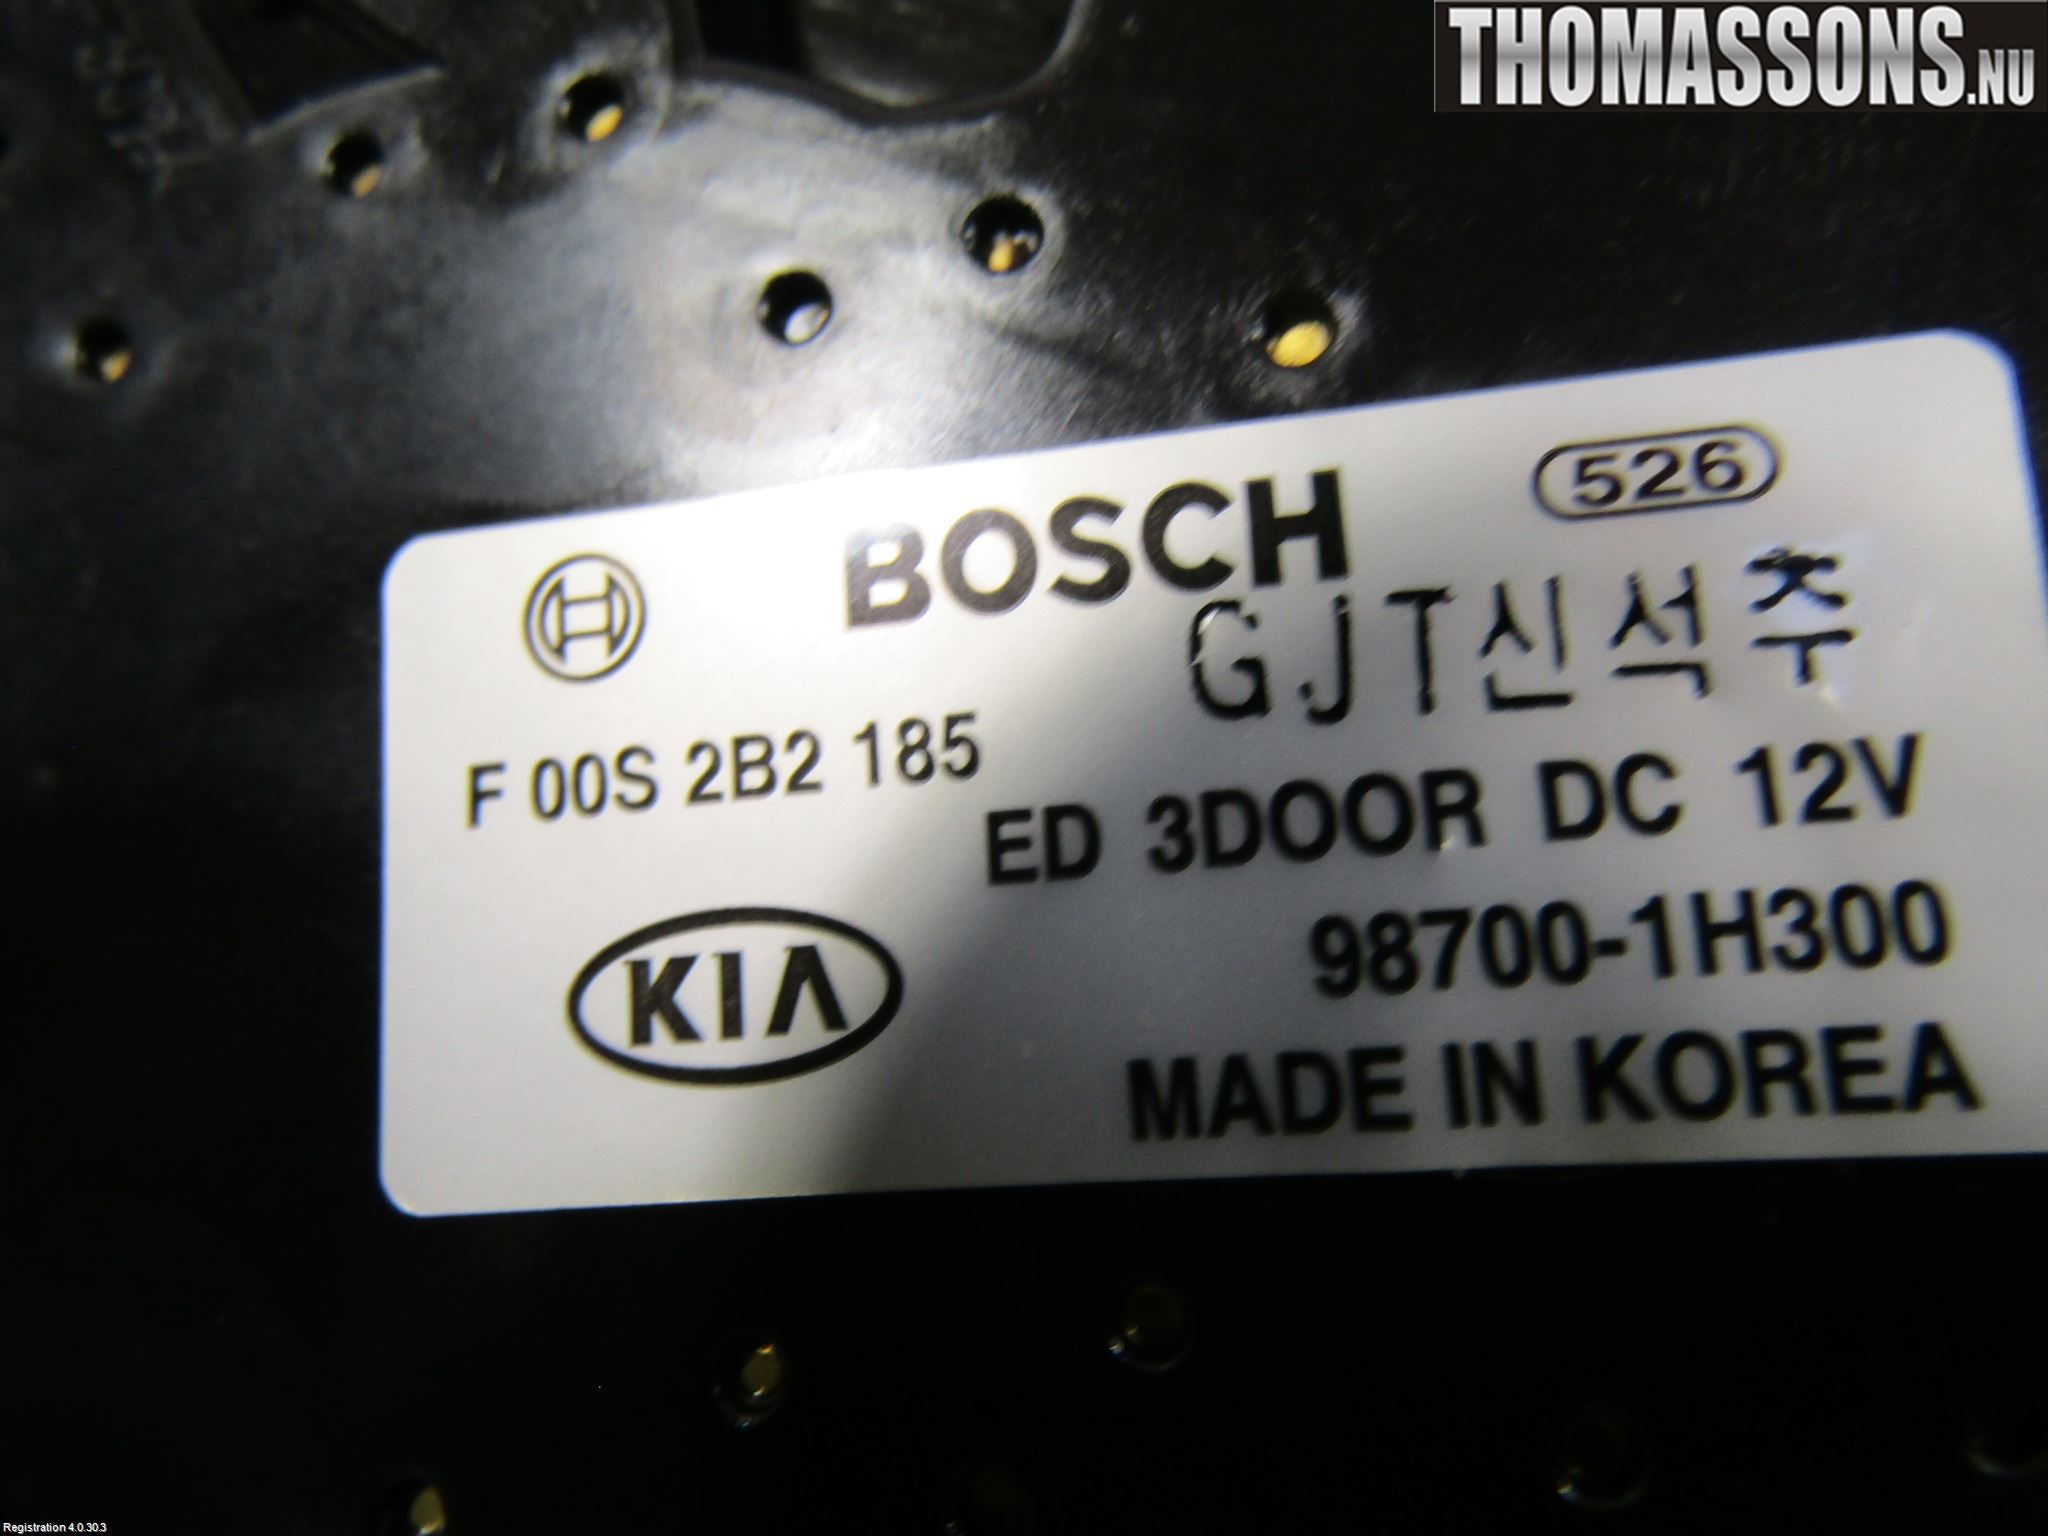 THOMASSONS.NU
526
BOSCH
GJT신석주
F 00S 2B2 185
ED 3DOOR DC 12V
98700-1H300
KIA
MADE IN KOREA
Registration 4.0.30.3